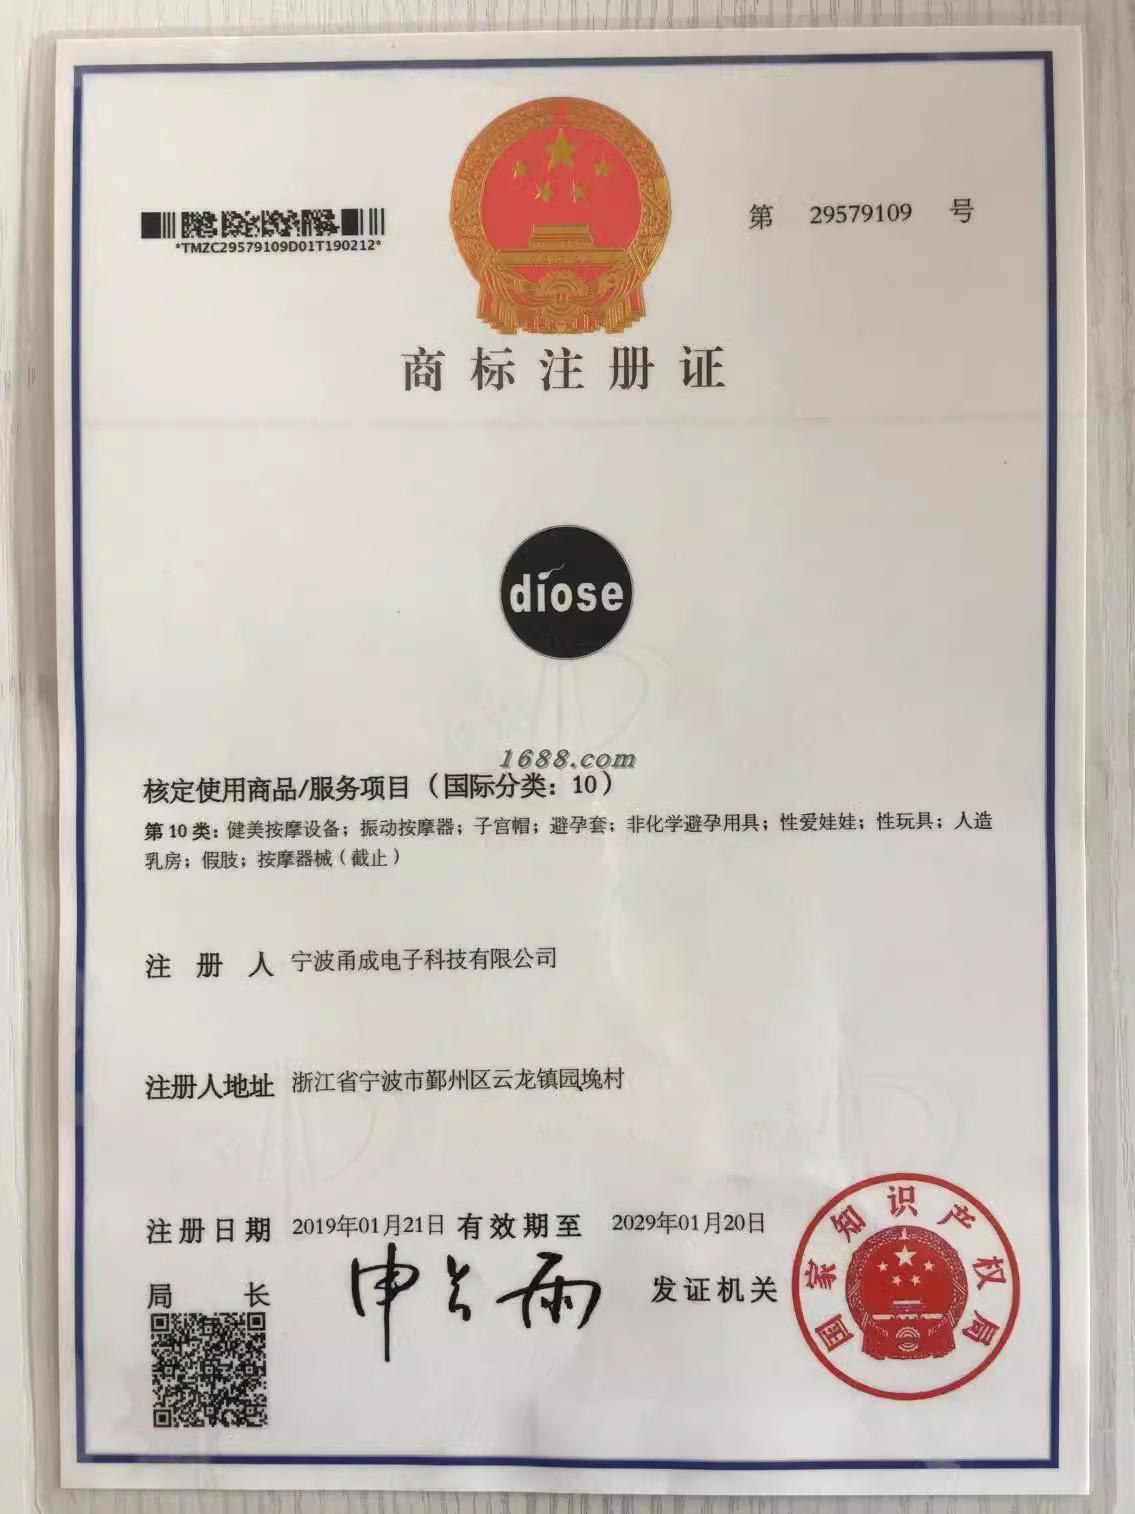 第 29579109 号
*TMZC29579109D01T190212*
商标注册证
diose
1688.com
核定使用商品/服务项目（国际分类：10）
第 10 类：健美按摩设备；振动按摩器；子宫帽；避孕套；非化学避孕用具；性爱娃娃；性玩具；人造
乳房；假肢；按摩器械（截止）
注册人 宁波甬成电子科技有限公司
注册人地址 浙江省宁波市鄞州区云龙镇园堍村
注册日期 2019年01月21日 有效期至 2029年01月20日
局长 申长雨 发证机关
国家知识产权局